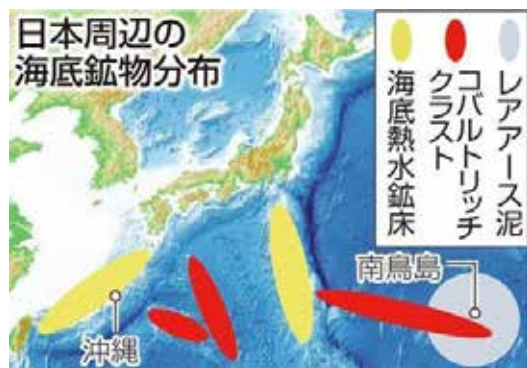 日本周辺の
海底鉱物分布
レアアース泥
コバルトリッチ
クラスト
海底熱水鉱床
南鳥島
沖縄